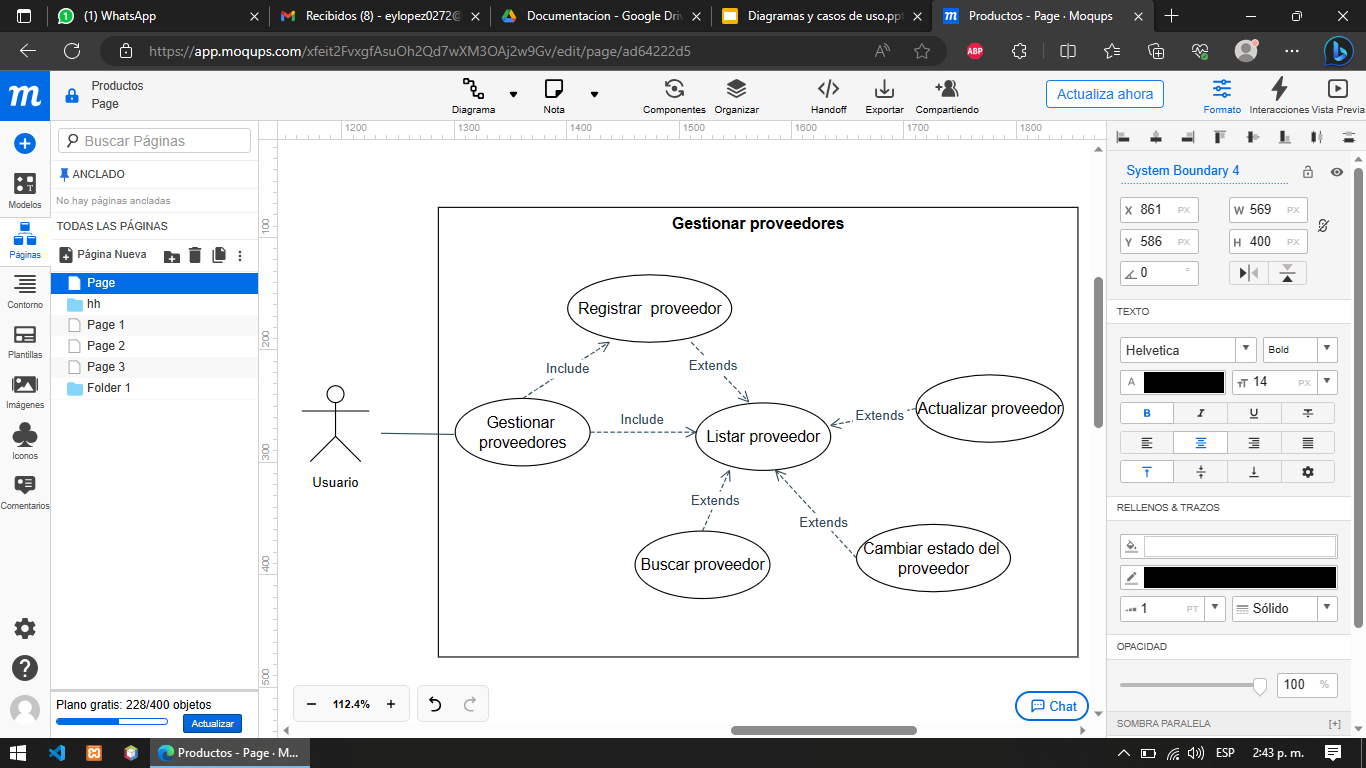 (1) WhatsApp
Recibidos (8) - eylopez0272@
Documentacion - Google Driv
Diagramas y casos de uso.ppt
Productos - Page · Moqups
https://app.moqups.com/xfeit2FvxgfAsuOh2Qd7wXM3OAj2w9Gv/edit/page/ad64222d5
ABP
m
Productos
Page
Diagrama
Nota
Componentes
Organizar
Handoff
Exportar
Compartiendo
Actualiza ahora
Formato
Interacciones
Vista Previa
Modelos
Páginas
Contorno
Plantillas
Imágenes
Iconos
Comentarios
Buscar Páginas
ANCLADO
No hay páginas ancladas
TODAS LAS PÁGINAS
Página Nueva
Page
hh
Page 1
Page 2
Page 3
Folder 1
Plano gratis: 228/400 objetos
Actualizar
1200
1300
1400
1500
1600
1700
1800
100
200
300
400
500
Gestionar proveedores
Registrar proveedor
Include
Extends
Gestionar
proveedores
Include
Listar proveedor
Extends
Actualizar proveedor
Usuario
Extends
Buscar proveedor
Extends
Cambiar estado del
proveedor
112.4%
Chat
System Boundary 4
X 861 PX
W 569 PX
Y 586 PX
H 400 PX
0 °
TEXTO
Helvetica
Bold
A
14 PX
B I U T
RELLENOS & TRAZOS
1 PT
Sólido
OPACIDAD
100 %
SOMBRA PARALELA [+]
Productos - Page · M...
ESP
2:43 p. m.